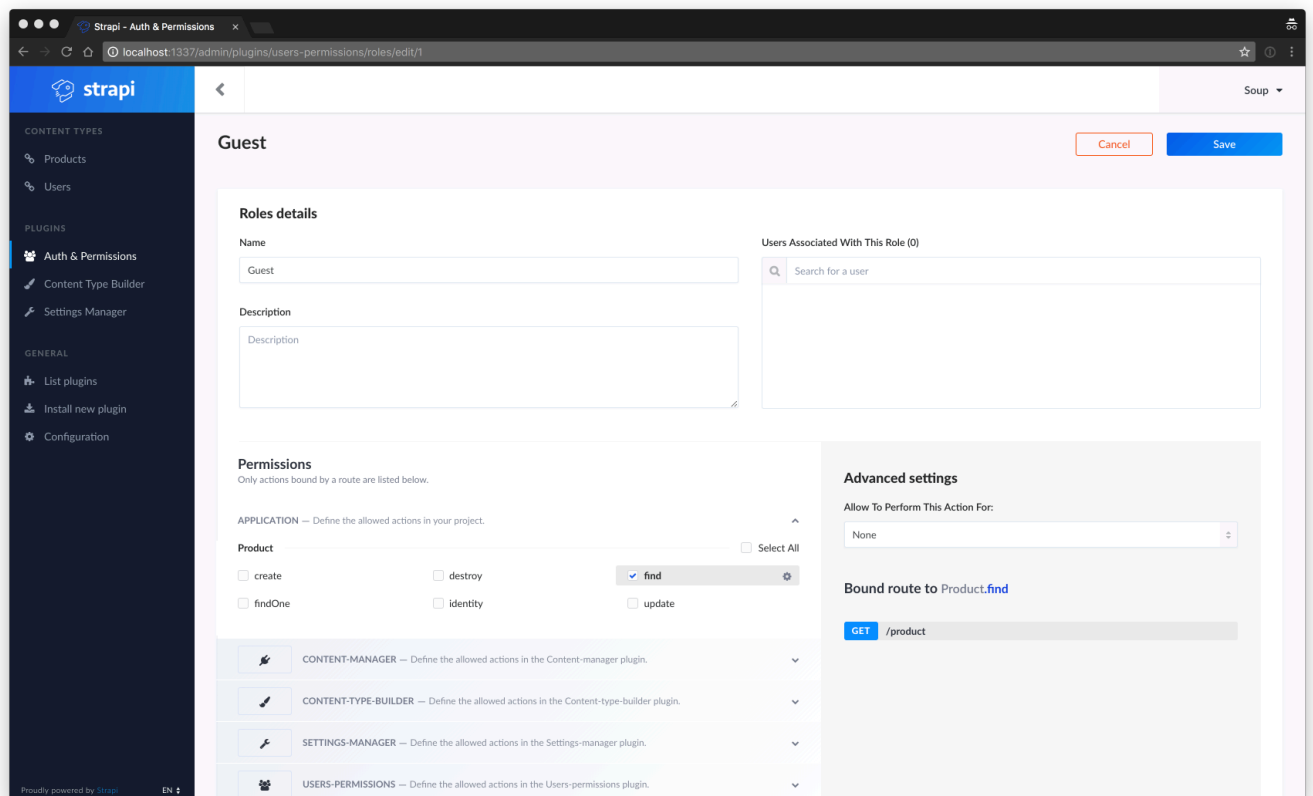 Strapi - Auth & Permissions
localhost:1337/admin/plugins/users-permissions/roles/edit/1
strapi
Soup
CONTENT TYPES
Products
Users
PLUGINS
Auth & Permissions
Content Type Builder
Settings Manager
GENERAL
List plugins
Install new plugin
Configuration
Proudly powered by Strapi
EN
Guest
Cancel
Save
Roles details
Name
Guest
Description
Description
Users Associated With This Role (0)
Search for a user
Permissions
Only actions bound by a route are listed below.
APPLICATION — Define the allowed actions in your project.
Product
Select All
create
destroy
find
findOne
identity
update
CONTENT-MANAGER — Define the allowed actions in the Content-manager plugin.
CONTENT-TYPE-BUILDER — Define the allowed actions in the Content-type-builder plugin.
SETTINGS-MANAGER — Define the allowed actions in the Settings-manager plugin.
USERS-PERMISSIONS — Define the allowed actions in the Users-permissions plugin.
Advanced settings
Allow To Perform This Action For:
None
Bound route to Product.find
GET /product